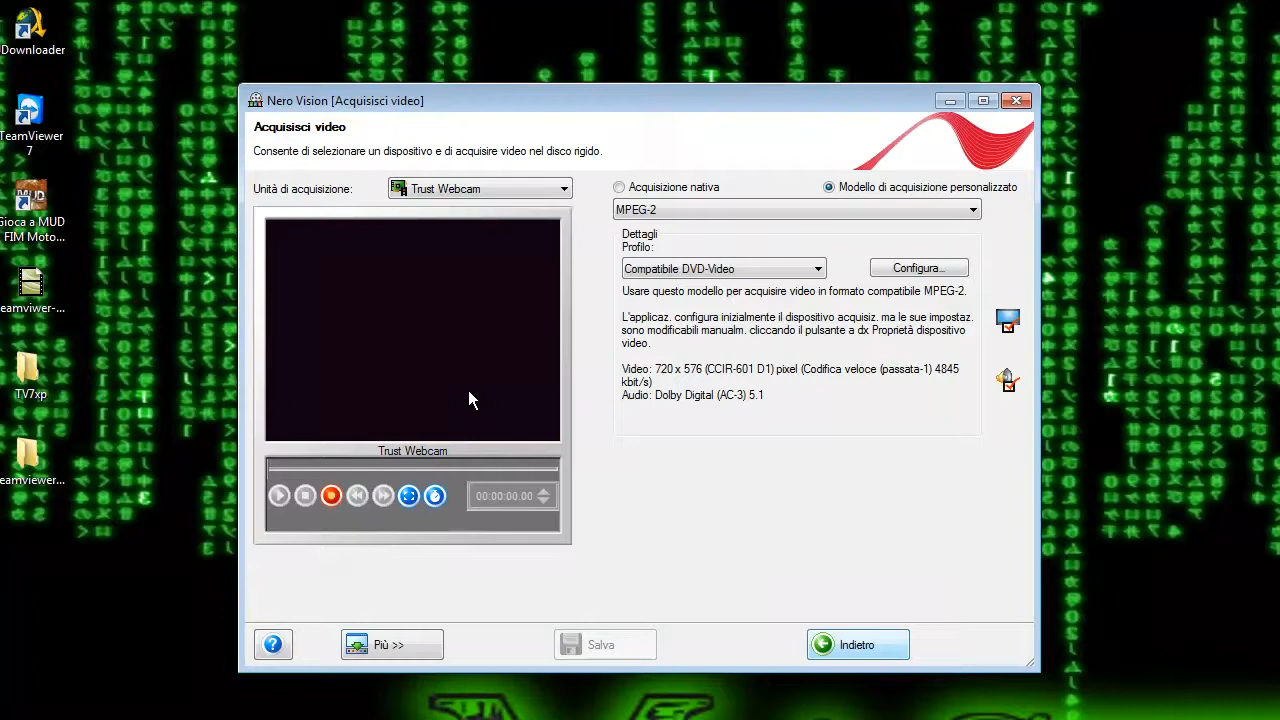 Downloader
TeamViewer
7
Gioca a MUD
FIM Moto...
eamviwer-...
TV7xp
eamviewer...
Nero Vision [Acquisisci video]
Acquisisci video
Consente di selezionare un dispositivo e di acquisire video nel disco rigido.
Unità di acquisizione:
Trust Webcam
Acquisizione nativa
Modello di acquisizione personalizzato
MPEG-2
Dettagli
Profilo:
Compatibile DVD-Video
Configura...
Usare questo modello per acquisire video in formato compatibile MPEG-2.
L'applicaz. configura inizialmente il dispositivo acquisiz. ma le sue impostaz.
sono modificabili manualm. cliccando il pulsante a dx Proprietà dispositivo
video.
Video: 720 x 576 (CCIR-601 D1) pixel (Codifica veloce (passata-1) 4845
kbit/s)
Audio: Dolby Digital (AC-3) 5.1
Trust Webcam
00:00:00.00
Più >>
Salva
Indietro